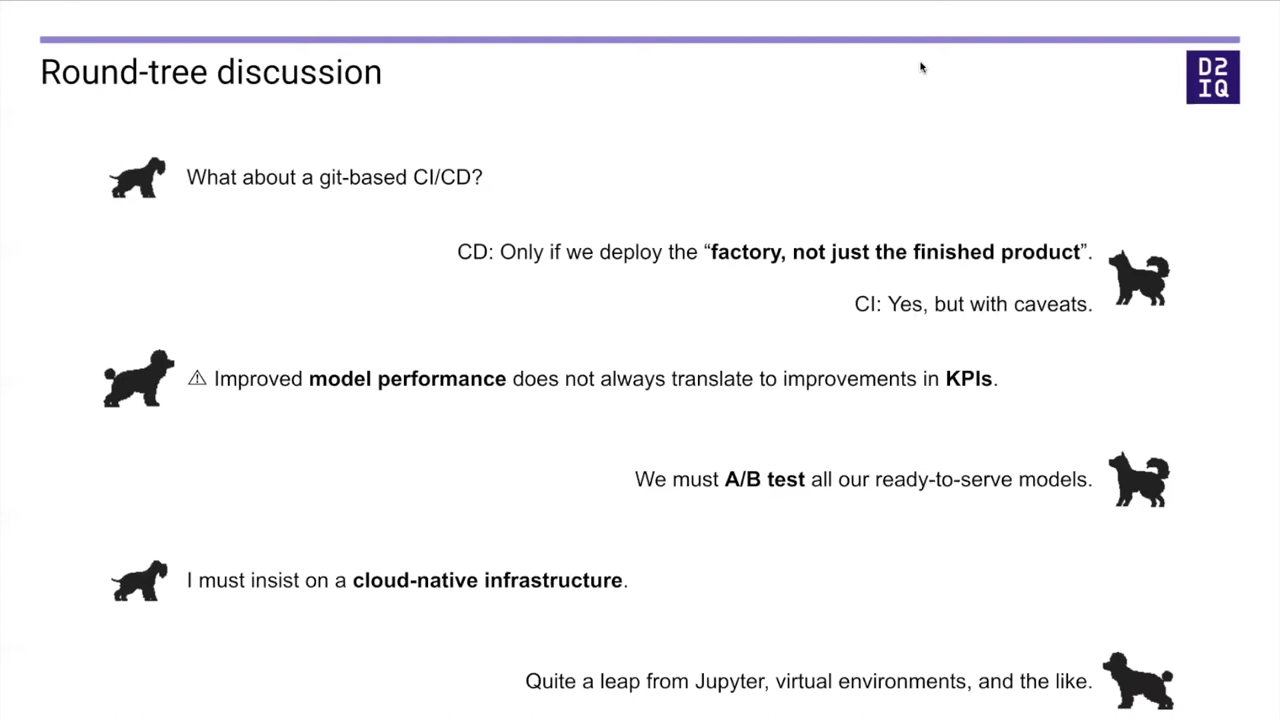 Round-tree discussion
D2
IQ
What about a git-based CI/CD?
CD: Only if we deploy the “factory, not just the finished product”.
CI: Yes, but with caveats.
⚠ Improved model performance does not always translate to improvements in KPIs.
We must A/B test all our ready-to-serve models.
I must insist on a cloud-native infrastructure.
Quite a leap from Jupyter, virtual environments, and the like.